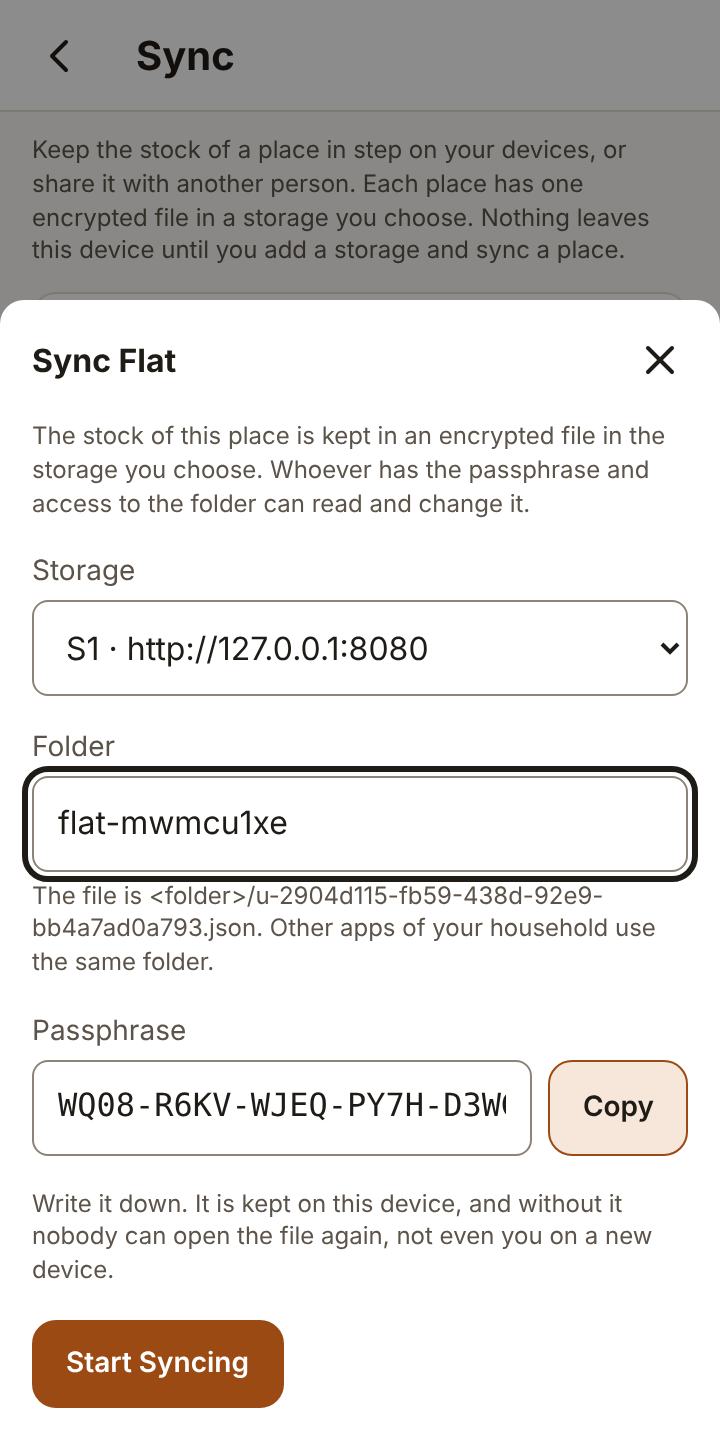 Sync
Keep the stock of a place in step on your devices, or
share it with another person. Each place has one
encrypted file in a storage you choose. Nothing leaves
this device until you add a storage and sync a place.
Sync Flat
The stock of this place is kept in an encrypted file in the
storage you choose. Whoever has the passphrase and
access to the folder can read and change it.
Storage
S1 · http://127.0.0.1:8080
Folder
flat-mwmcu1xe
The file is <folder>/u-2904d115-fb59-438d-92e9-
bb4a7ad0a793.json. Other apps of your household use
the same folder.
Passphrase
WQ08-R6KV-WJEQ-PY7H-D3W
Copy
Write it down. It is kept on this device, and without it
nobody can open the file again, not even you on a new
device.
Start Syncing